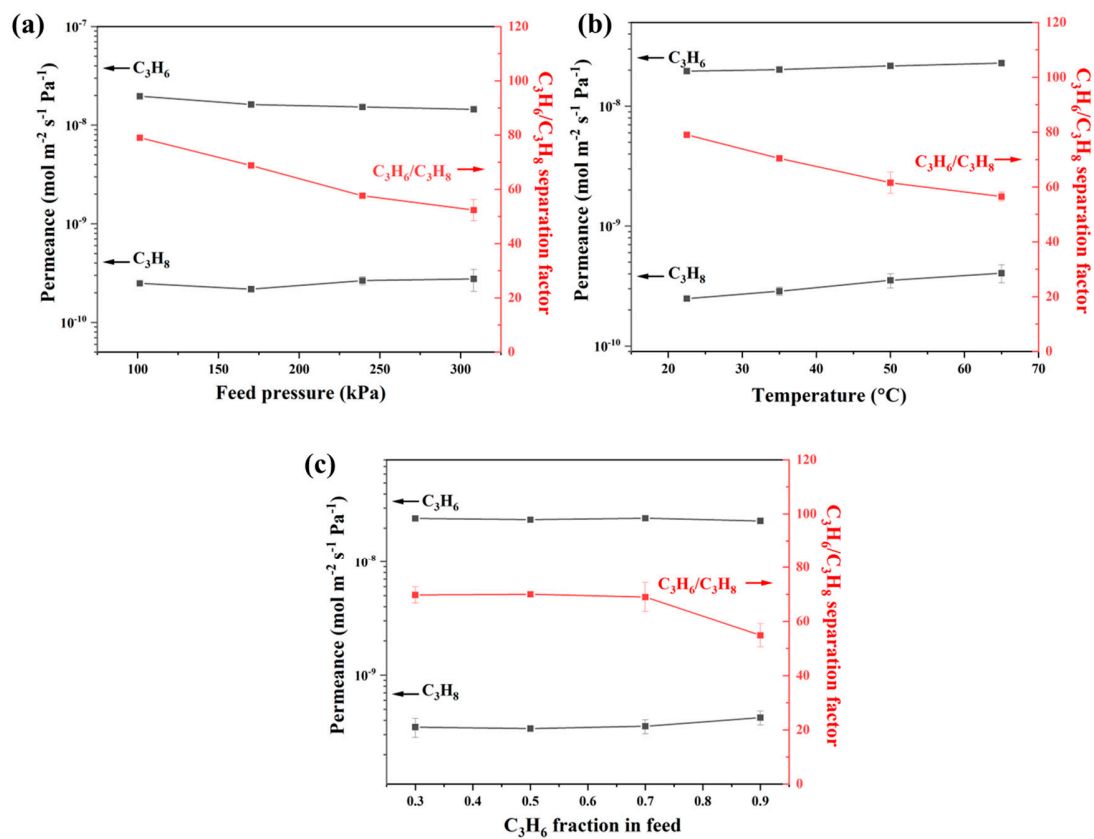 (a)
Permeance (mol m⁻² s⁻¹ Pa⁻¹)
10⁻⁷
10⁻⁸
10⁻⁹
10⁻¹⁰
C₃H₆
C₃H₆/C₃H₈
C₃H₈
100 150 200 250 300
Feed pressure (kPa)
120
100
80
60
40
20
0
C₃H₆/C₃H₈ separation factor
(b)
Permeance (mol m⁻² s⁻¹ Pa⁻¹)
10⁻⁸
10⁻⁹
10⁻¹⁰
C₃H₆
C₃H₆/C₃H₈
C₃H₈
20 30 40 50 60 70
Temperature (°C)
120
100
80
60
40
20
0
C₃H₆/C₃H₈ separation factor
(c)
Permeance (mol m⁻² s⁻¹ Pa⁻¹)
10⁻⁸
10⁻⁹
C₃H₆
C₃H₆/C₃H₈
C₃H₈
0.3 0.4 0.5 0.6 0.7 0.8 0.9
C₃H₆ fraction in feed
120
100
80
60
40
20
0
C₃H₆/C₃H₈ separation factor